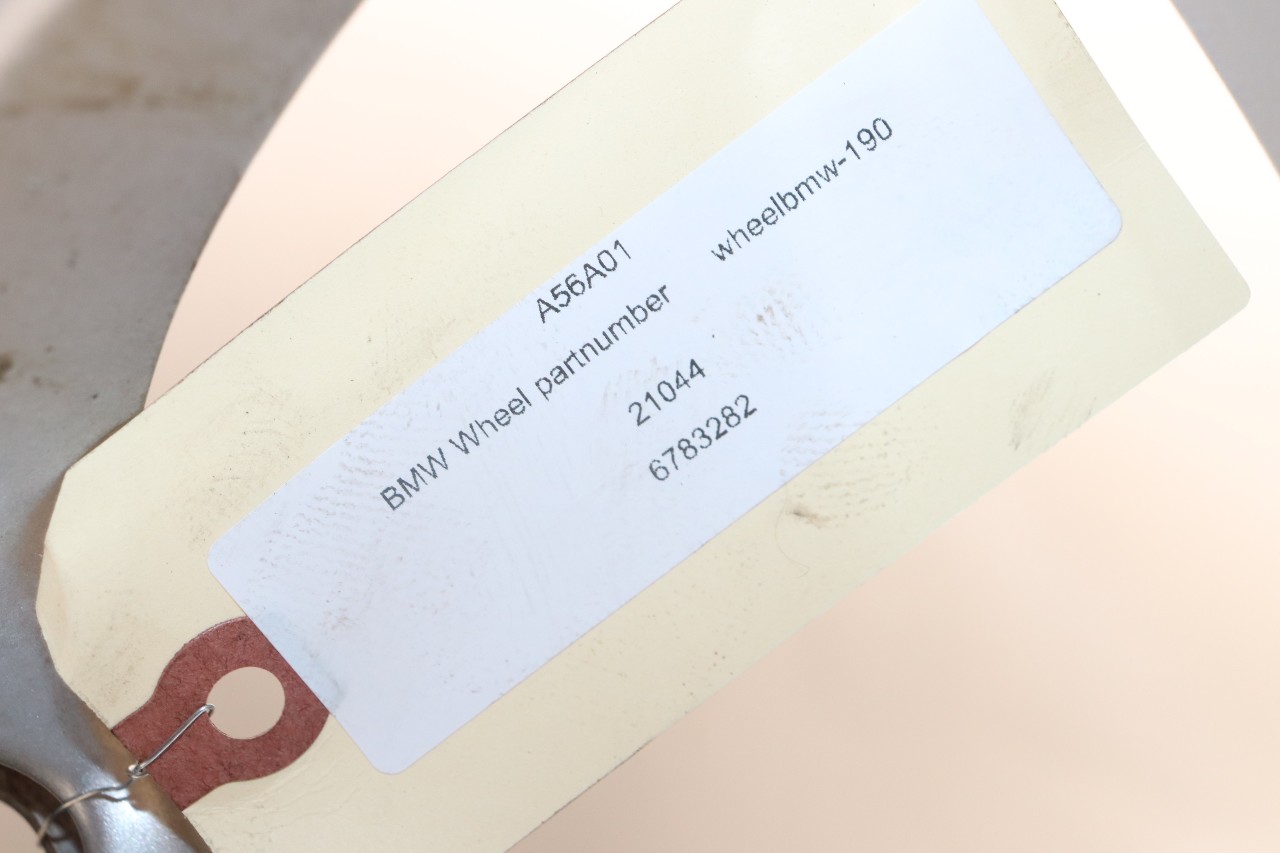 A56A01
BMW Wheel partnumber wheelbmw-190
21044
6783282